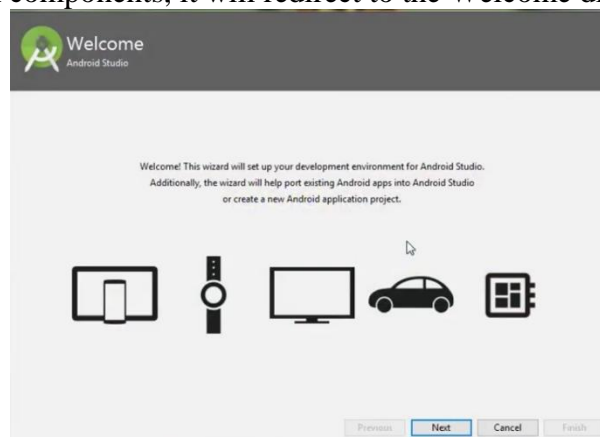 components, it will redirect to the Welcome
Welcome
Android Studio
Welcome! This wizard will set up your development environment for Android Studio.
Additionally, the wizard will help port existing Android apps into Android Studio
or create a new Android application project.
Previous Next Cancel Finish